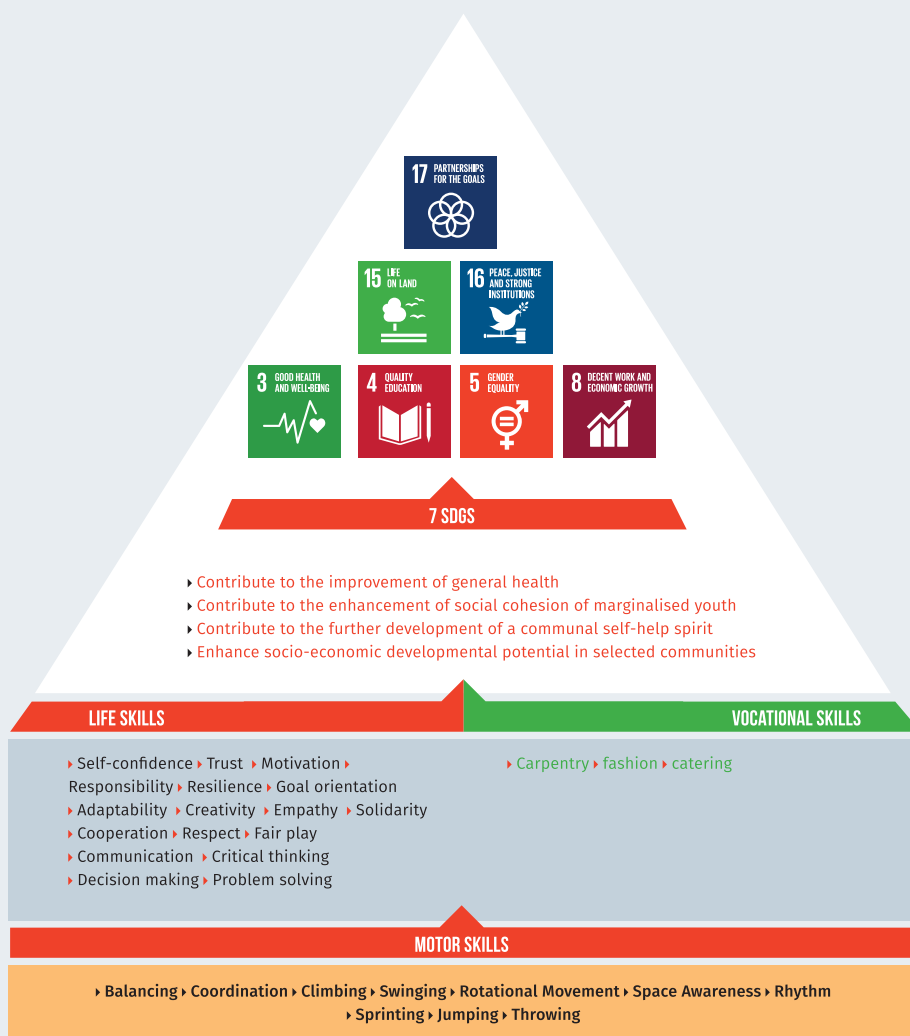 17 PARTNERSHIPS
FOR THE GOALS
15 LIFE
ON LAND
16 PEACE, JUSTICE
AND STRONG
INSTITUTIONS
3 GOOD HEALTH
AND WELL-BEING
4 QUALITY
EDUCATION
5 GENDER
EQUALITY
8 DECENT WORK AND
ECONOMIC GROWTH
7 SDGS
Contribute to the improvement of general health
Contribute to the enhancement of social cohesion of marginalised youth
Contribute to the further development of a communal self-help spirit
Enhance socio-economic developmental potential in selected communities
LIFE SKILLS
Self-confidence Trust Motivation
Responsibility Resilience Goal orientation
Adaptability Creativity Empathy Solidarity
Cooperation Respect Fair play
Communication Critical thinking
Decision making Problem solving
VOCATIONAL SKILLS
Carpentry fashion catering
MOTOR SKILLS
Balancing Coordination Climbing Swinging Rotational Movement Space Awareness Rhythm
Sprinting Jumping Throwing